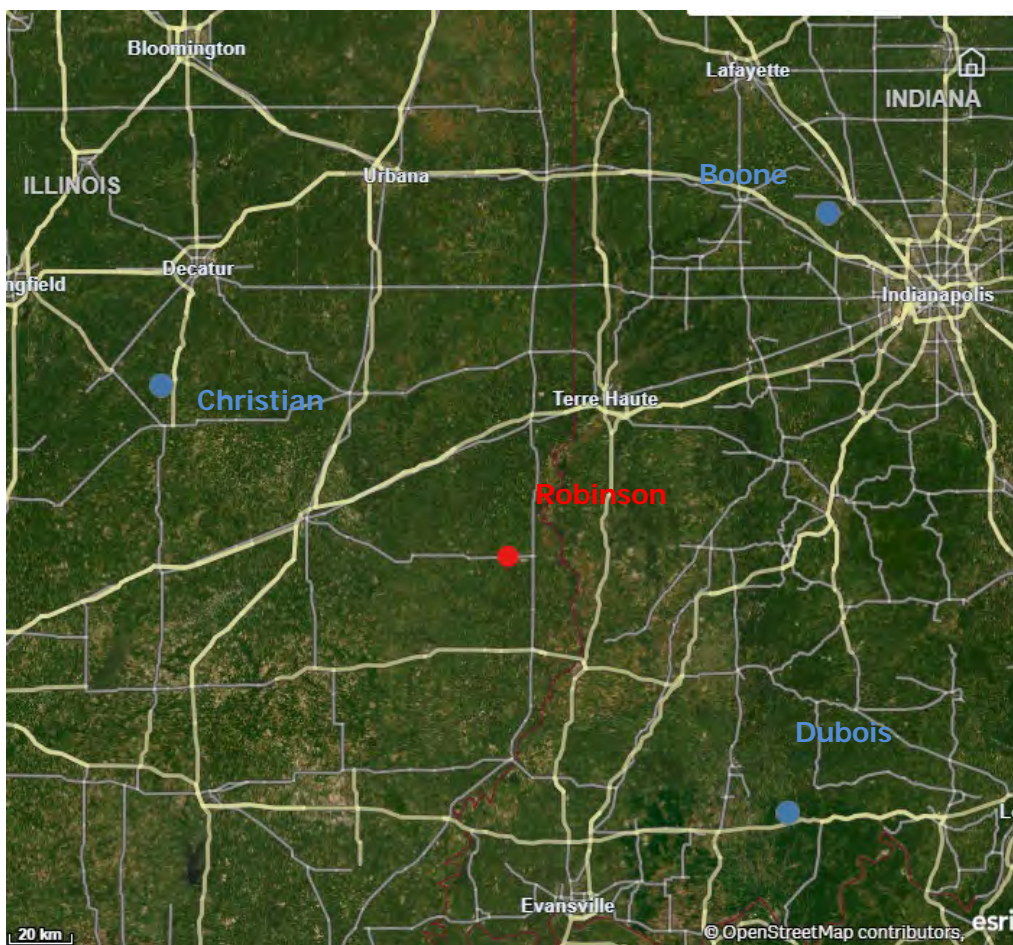 Bloomington
Lafayette
INDIANA
ILLINOIS
Urbana
Boone
Decatur
ngfield
Indianapolis
Christian
Terre Haute
Robinson
Dubois
Lo
Evansville
20 km
© OpenStreetMap contributors,
esri